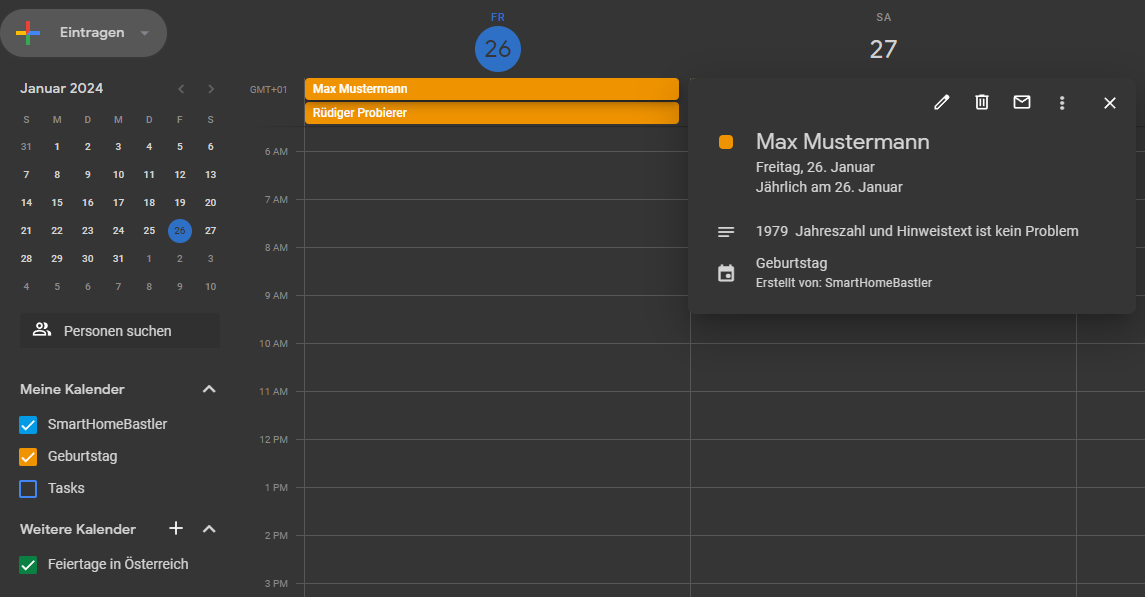 Eintragen
Januar 2024
S M D M D F S
31 1 2 3 4 5 6
7 8 9 10 11 12 13
14 15 16 17 18 19 20
21 22 23 24 25 26 27
28 29 30 31 1 2 3
4 5 6 7 8 9 10
Personen suchen
Meine Kalender
SmartHomeBastler
Geburtstag
Tasks
Weitere Kalender
Feiertage in Österreich
FR
26
SA
27
GMT+01
Max Mustermann
Rüdiger Probierer
6 AM
7 AM
8 AM
9 AM
10 AM
11 AM
12 PM
1 PM
2 PM
3 PM
Max Mustermann
Freitag, 26. Januar
Jährlich am 26. Januar
1979 Jahreszahl und Hinweistext ist kein Problem
Geburtstag
Erstellt von: SmartHomeBastler